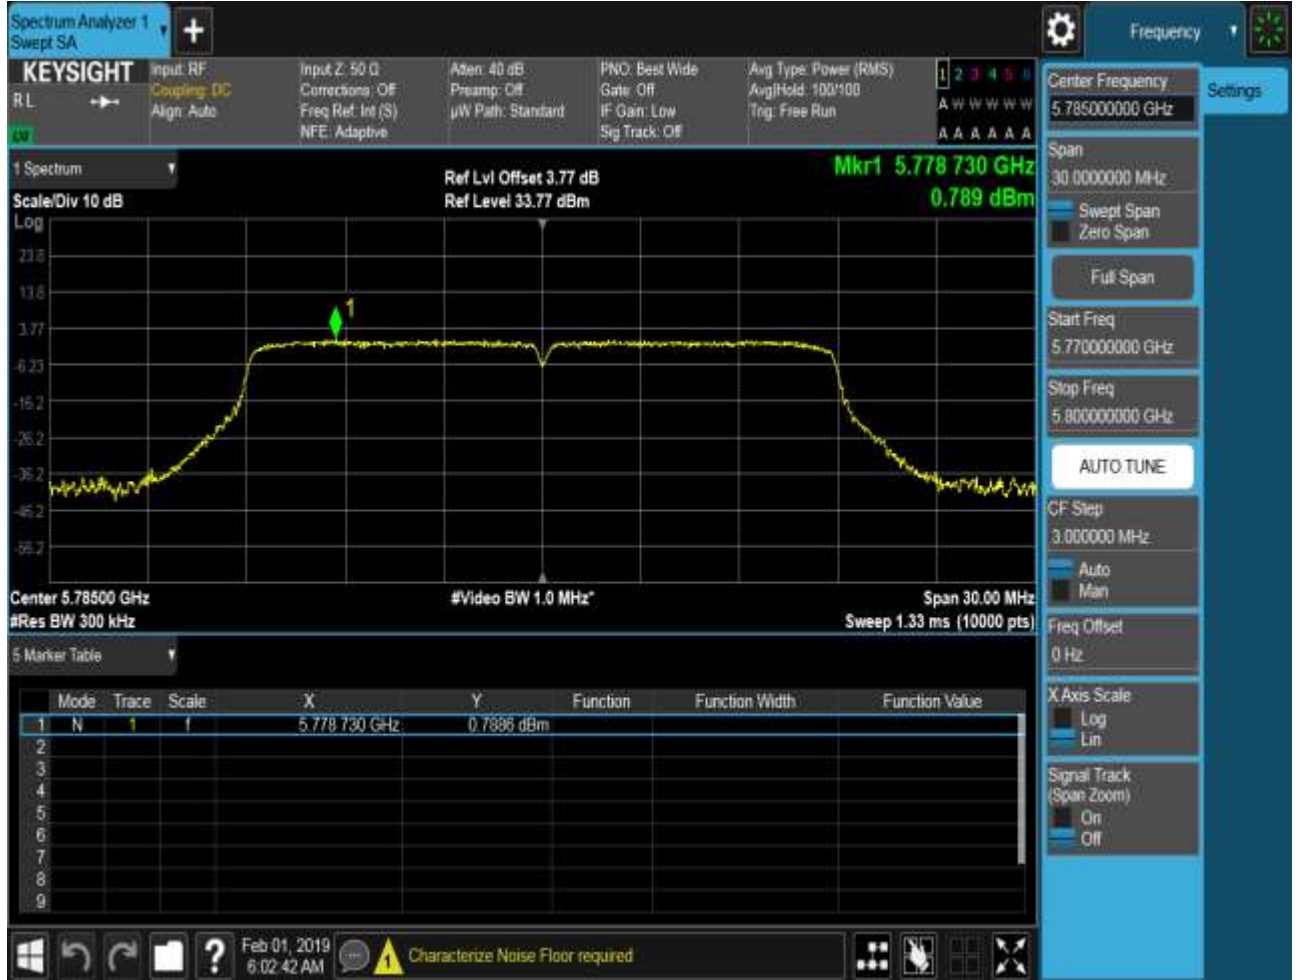 Spectrum Analyzer 1
Swept SA
Frequency
KEYSIGHT
R L
Input: RF
Coupling: DC
Align: Auto
Input Z: 50 Ω
Corrections: Off
Freq Ref: Int (S)
NFE: Adaptive
Atten: 40 dB
Preamp: Off
µW Path: Standard
PNO: Best Wide
Gate: Off
IF Gain: Low
Sig Track: Off
Avg Type: Power (RMS)
Avg|Hold: 100/100
Trig: Free Run
1 2 3 4 5 6
A W W W W W
A A A A A A
1 Spectrum
Scale/Div 10 dB
Log
Ref Lvl Offset 3.77 dB
Ref Level 33.77 dBm
Mkr1 5.778 730 GHz
0.789 dBm
23.8
13.8
3.77
-6.23
-16.2
-26.2
-36.2
-46.2
-56.2
1
Center 5.78500 GHz
#Res BW 300 kHz
#Video BW 1.0 MHz*
Span 30.00 MHz
Sweep 1.33 ms (10000 pts)
5 Marker Table
Mode Trace Scale X Y Function Function Width Function Value
1 N 1 f 5.778 730 GHz 0.7886 dBm
2
3
4
5
6
7
8
9
Feb 01, 2019
6:02:42 AM
1
Characterize Noise Floor required
Settings
Center Frequency
5.785000000 GHz
Span
30.0000000 MHz
Swept Span
Zero Span
Full Span
Start Freq
5.770000000 GHz
Stop Freq
5.800000000 GHz
AUTO TUNE
CF Step
3.000000 MHz
Auto
Man
Freq Offset
0 Hz
X Axis Scale
Log
Lin
Signal Track
(Span Zoom)
On
Off